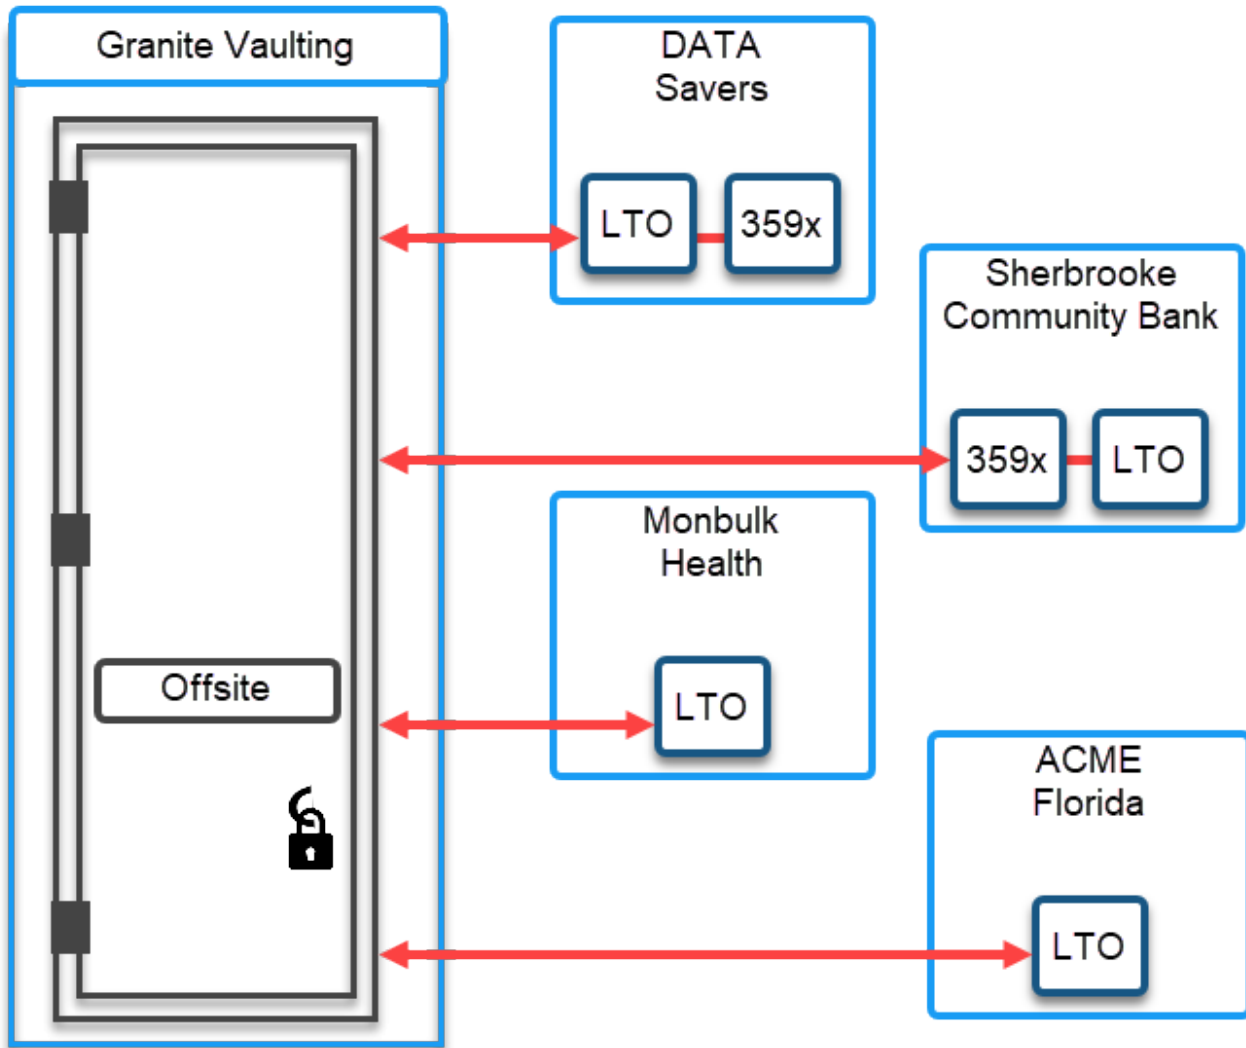 Granite Vaulting
DATA
Savers
LTO
359x
Sherbrooke
Community Bank
359x
LTO
Monbulk
Health
LTO
Offsite
ACME
Florida
LTO